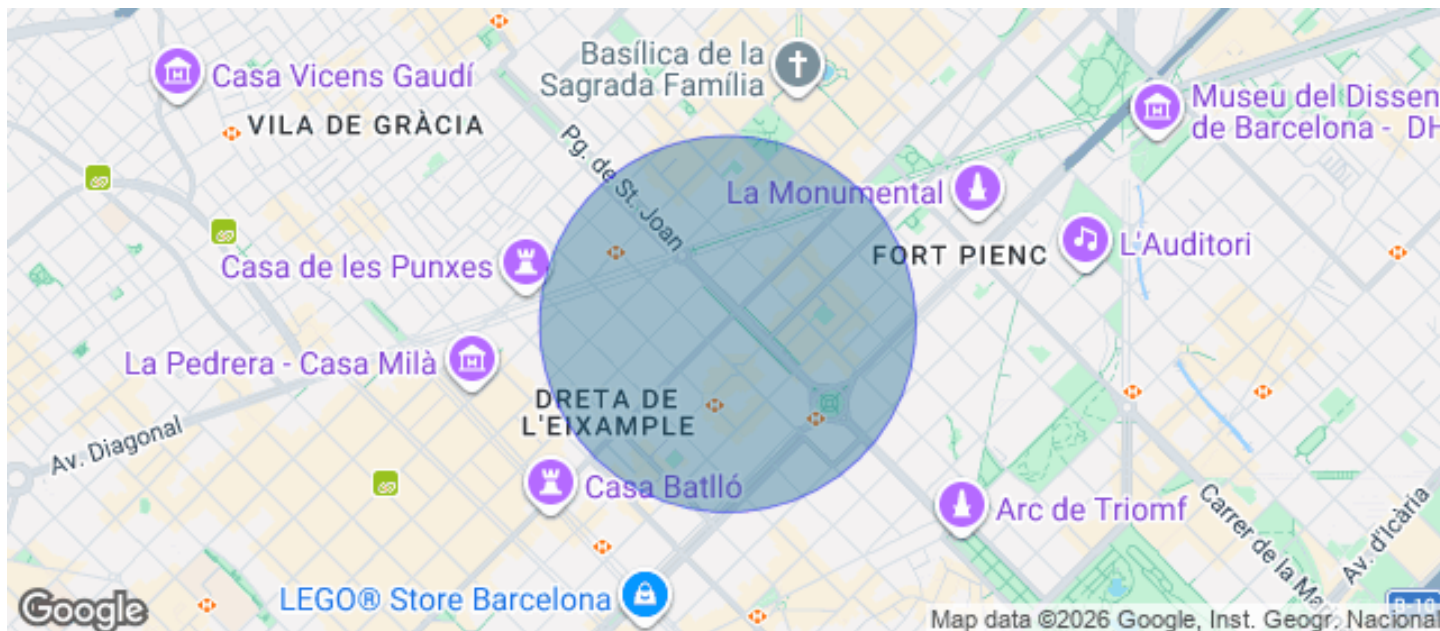 Basílica de la
Sagrada Família
Casa Vicens Gaudí
Museu del Dissen
de Barcelona - DH
VILA DE GRÀCIA
Pg. de St. Joan
La Monumental
L'Auditori
FORT PIENC
Casa de les Punxes
La Pedrera - Casa Milà
DRETA DE
L'EIXAMPLE
Av. Diagonal
Casa Batlló
Arc de Triomf
Carrer de la Mar
Av. d'Icària
LEGO® Store Barcelona
B-10
Google
Map data ©2026 Google, Inst. Geogr. Nacional